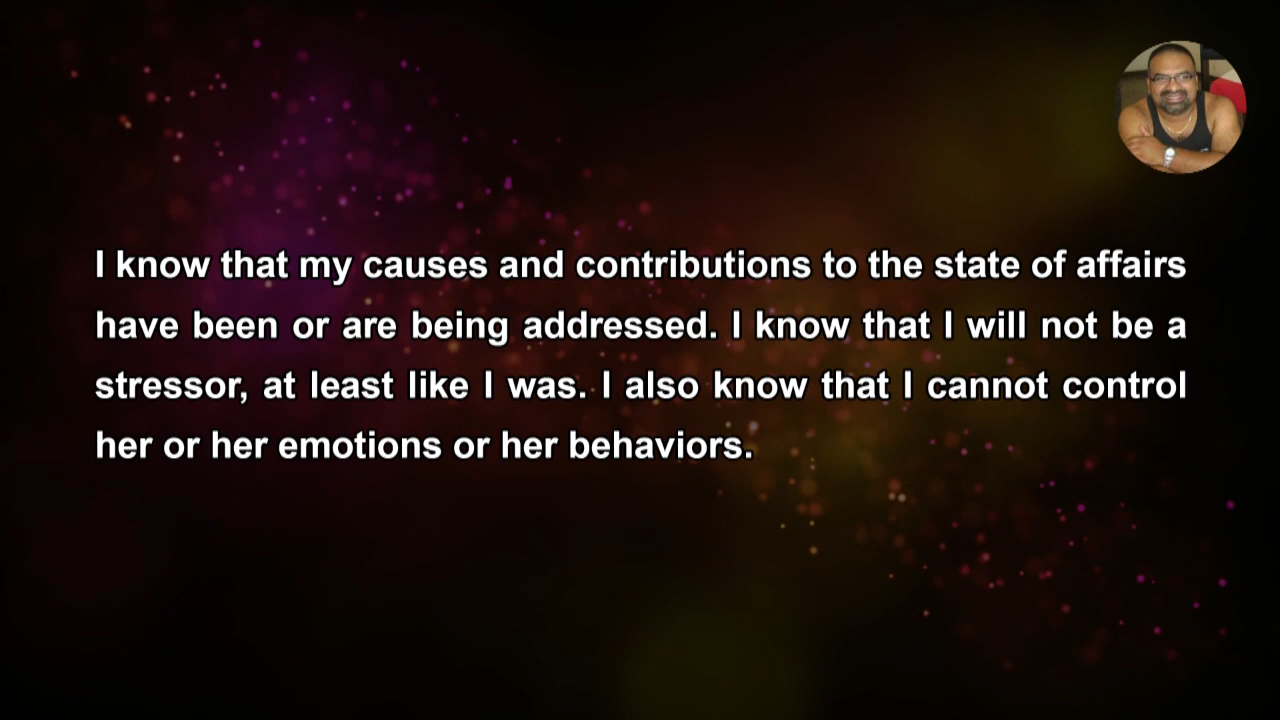 I know that my causes and contributions to the state of affairs
have been or are being addressed. I know that I will not be a
stressor, at least like I was. I also know that I cannot control
her or her emotions or her behaviors.